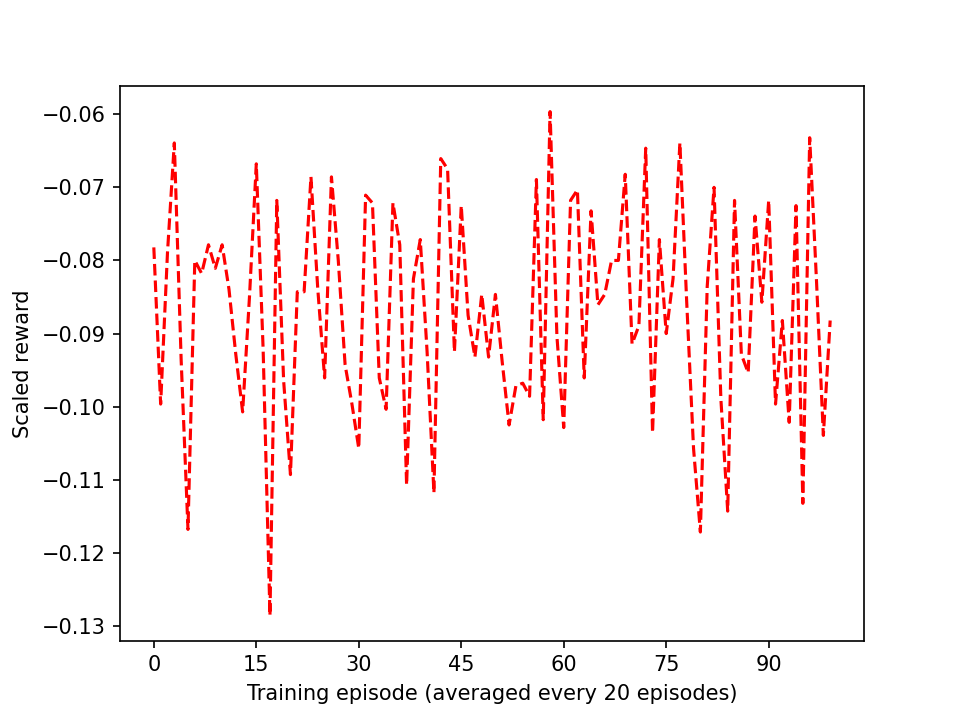 −0.06
−0.07
−0.08
−0.09
−0.10
−0.11
−0.12
−0.13
Scaled reward
0 15 30 45 60 75 90
Training episode (averaged every 20 episodes)